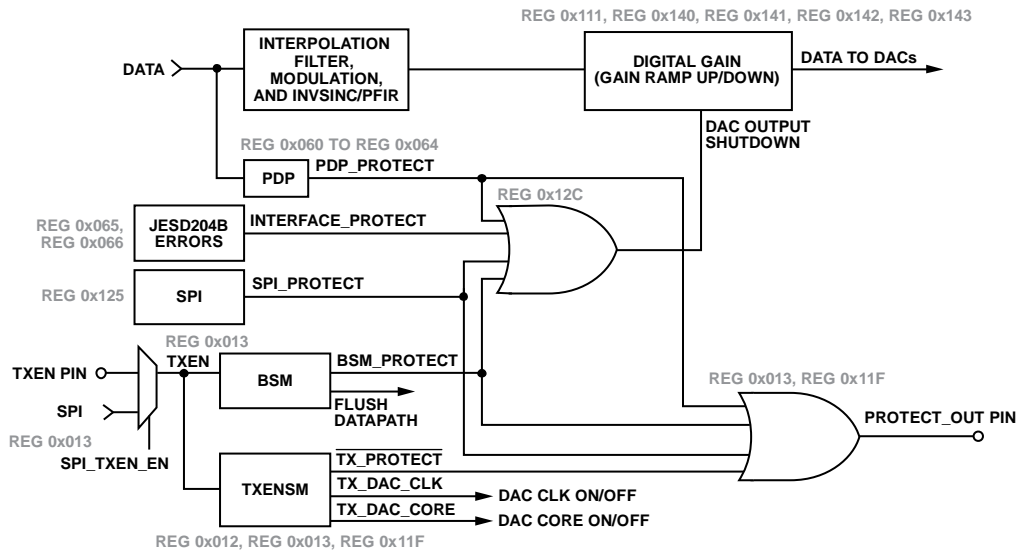 REG 0x111, REG 0x140, REG 0x141, REG 0x142, REG 0x143
DATA
INTERPOLATION
FILTER,
MODULATION,
AND INVSINC/PFIR
DIGITAL GAIN
(GAIN RAMP UP/DOWN)
DATA TO DACs
DAC OUTPUT
SHUTDOWN
REG 0x060 TO REG 0x064
PDP
PDP_PROTECT
REG 0x12C
REG 0x065,
REG 0x066
JESD204B
ERRORS
INTERFACE_PROTECT
REG 0x125
SPI
SPI_PROTECT
REG 0x013
TXEN PIN
TXEN
BSM
BSM_PROTECT
FLUSH
DATAPATH
SPI
REG 0x013
SPI_TXEN_EN
REG 0x013, REG 0x11F
PROTECT_OUT PIN
TXENSM
TX_PROTECT
TX_DAC_CLK
DAC CLK ON/OFF
TX_DAC_CORE
DAC CORE ON/OFF
REG 0x012, REG 0x013, REG 0x11F